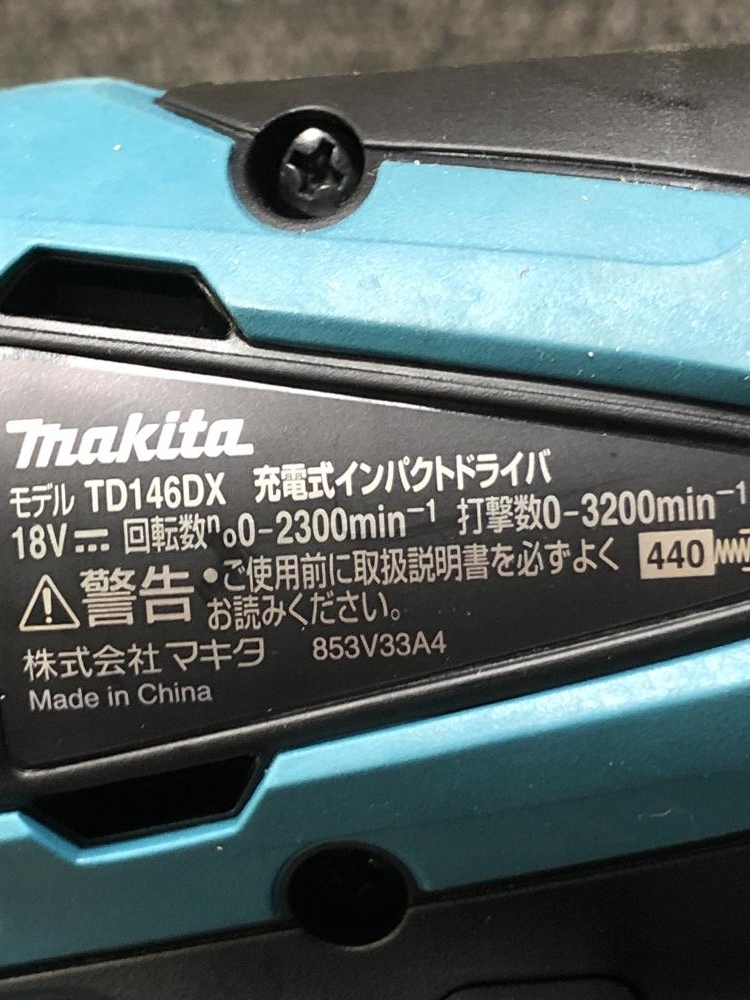 makita
モデル TD146DX 充電式インパクトドライバ
18V 回転数n₀0-2300min⁻¹ 打撃数0-3200min⁻¹
警告 •ご使用前に取扱説明書を必ずよく 440
お読みください。
株式会社マキタ 853V33A4
Made in China